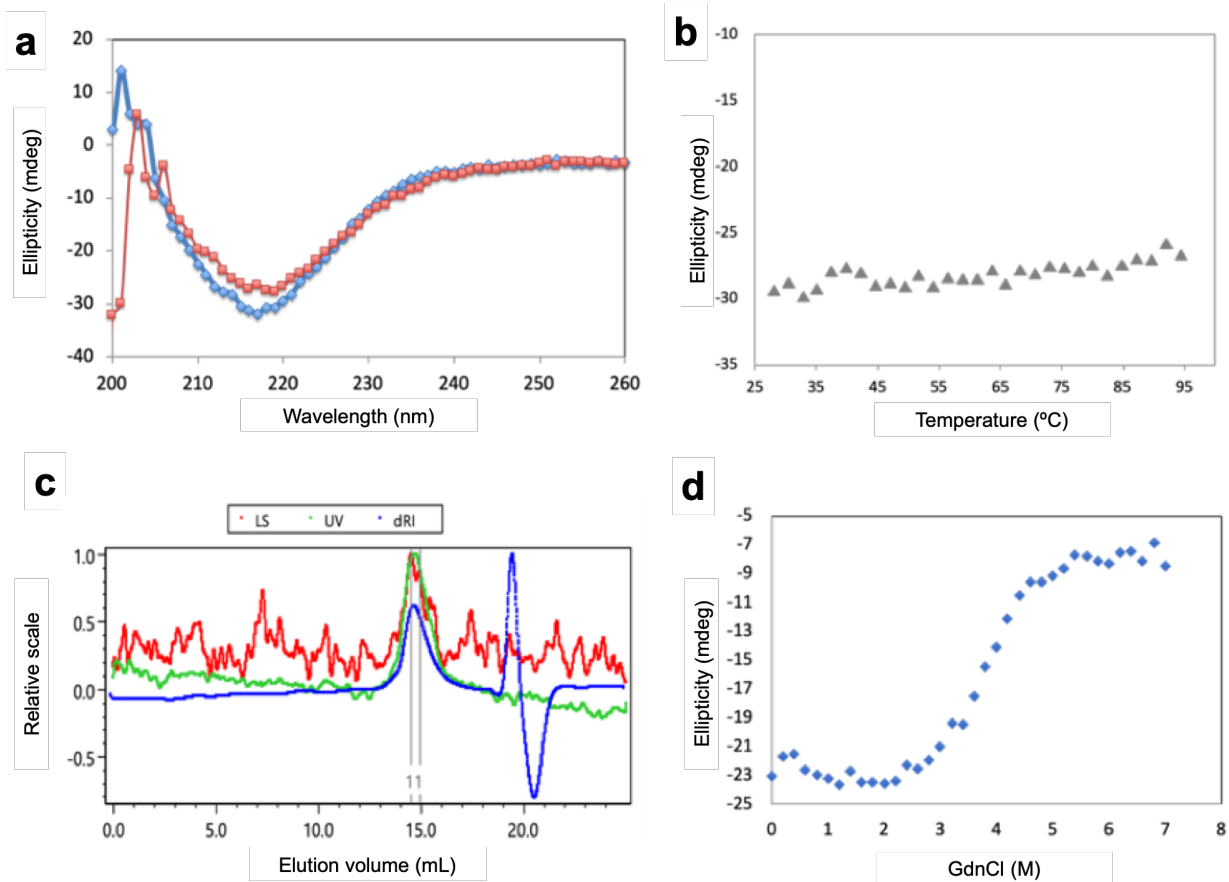 a
20
10
0
-10
-20
-30
-40
200 210 220 230 240 250 260
Ellipticity (mdeg)
Wavelength (nm)
b
-10
-15
-20
-25
-30
-35
25 35 45 55 65 75 85 95
Ellipticity (mdeg)
Temperature (ºC)
c
LS UV dRI
1.0
0.5
0.0
-0.5
11
0.0 5.0 10.0 15.0 20.0
Relative scale
Elution volume (mL)
d
-5
-7
-9
-11
-13
-15
-17
-19
-21
-23
-25
0 1 2 3 4 5 6 7 8
Ellipticity (mdeg)
GdnCl (M)